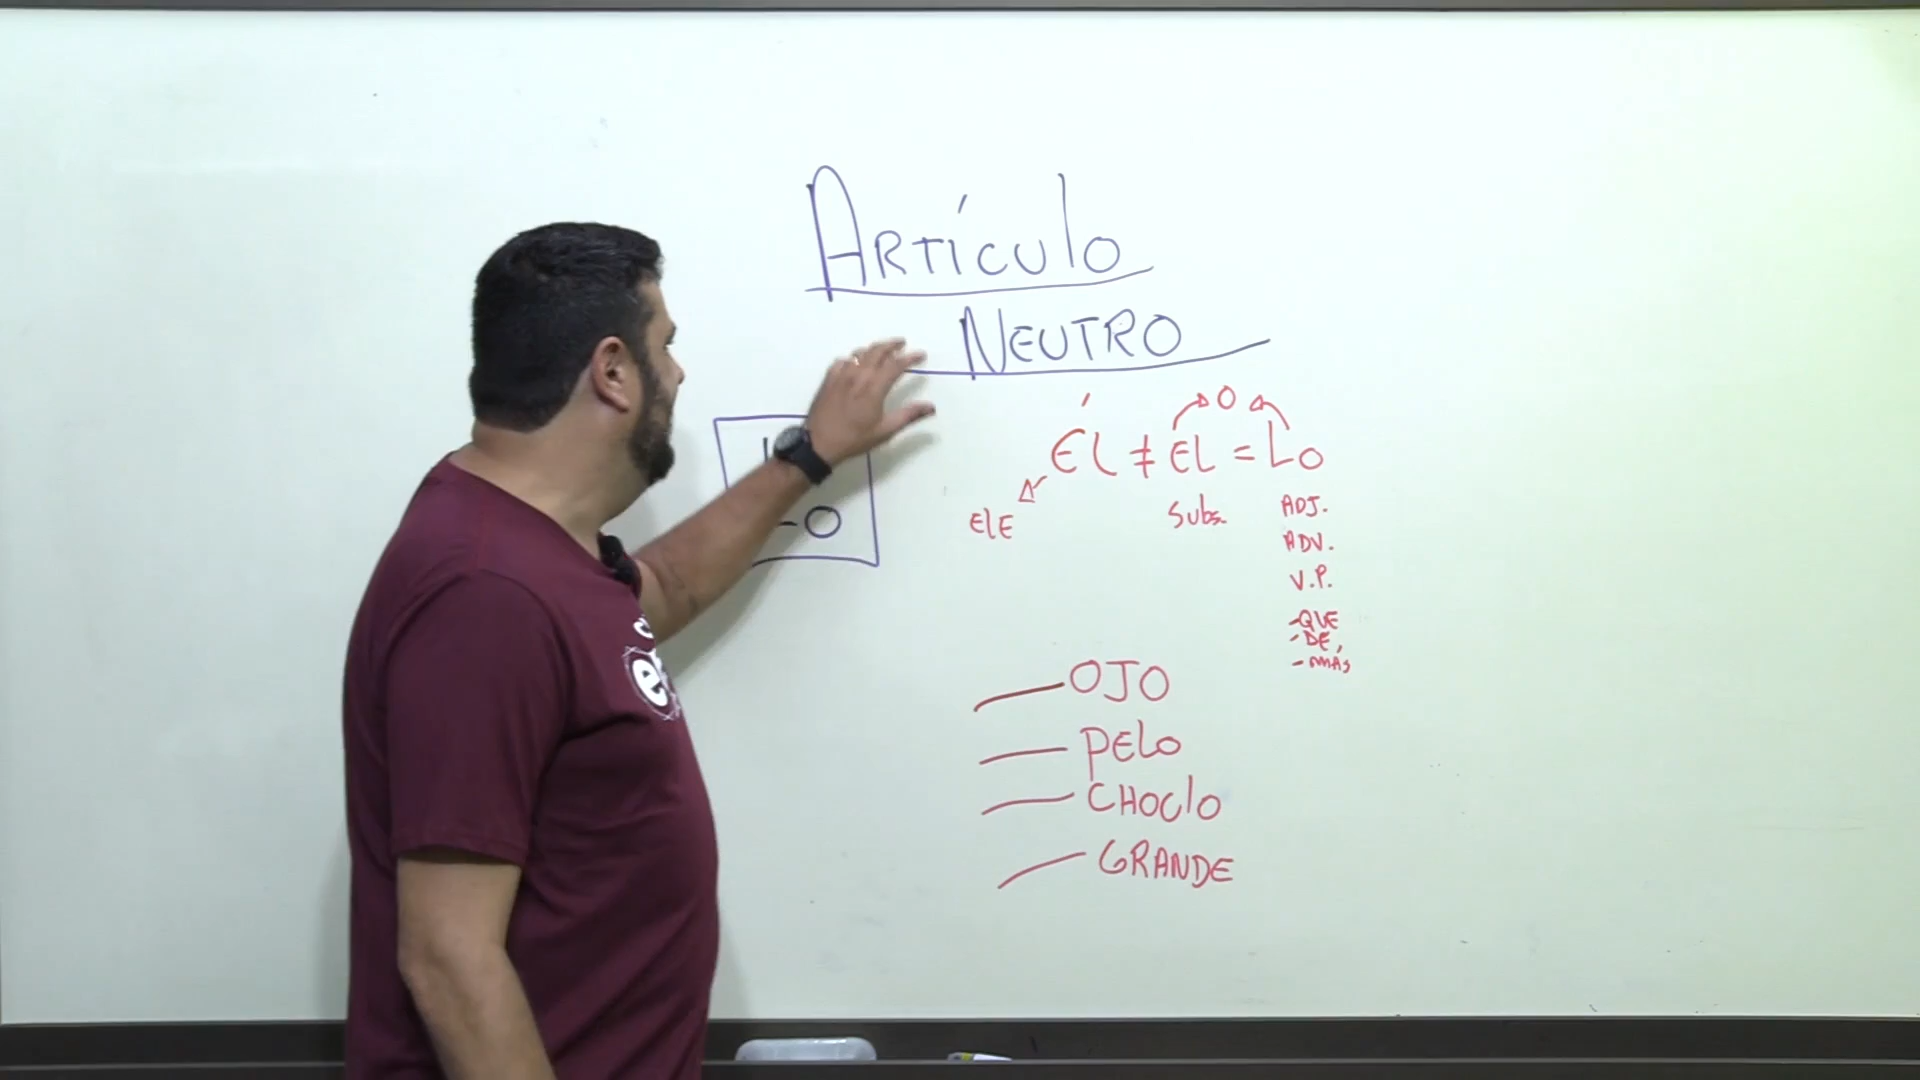 ARTÍCULO
NEUTRO
O
ÉL ≠ EL = LO
ELE
Subs.
ADJ.
ADV.
V.P.
-QUE
-DE,
-MÁS
-O
OJO
PELO
CHOCLO
GRANDE